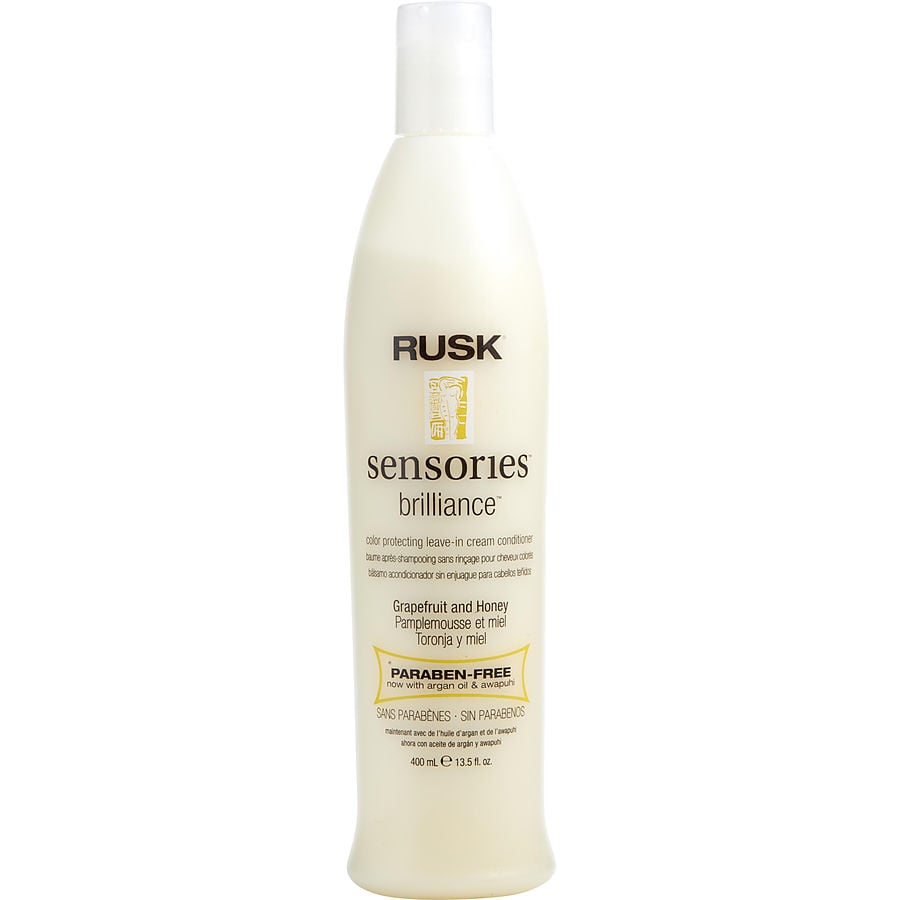 RUSK®
sensories™
brilliance™
color protecting leave-in cream conditioner
baume après-shampooing sans rinçage pour cheveux colorés
bálsamo acondicionador sin enjuague para cabellos teñidos
Grapefruit and Honey
Pamplemousse et miel
Toronja y miel
PARABEN-FREE
now with argan oil & awapuhi
SANS PARABÈNES · SIN PARABENOS
maintenant avec de l'huile d'argan et de l'awapuhi
ahora con aceite de argán y awapuhi
400 mL ℮ 13.5 fl. oz.